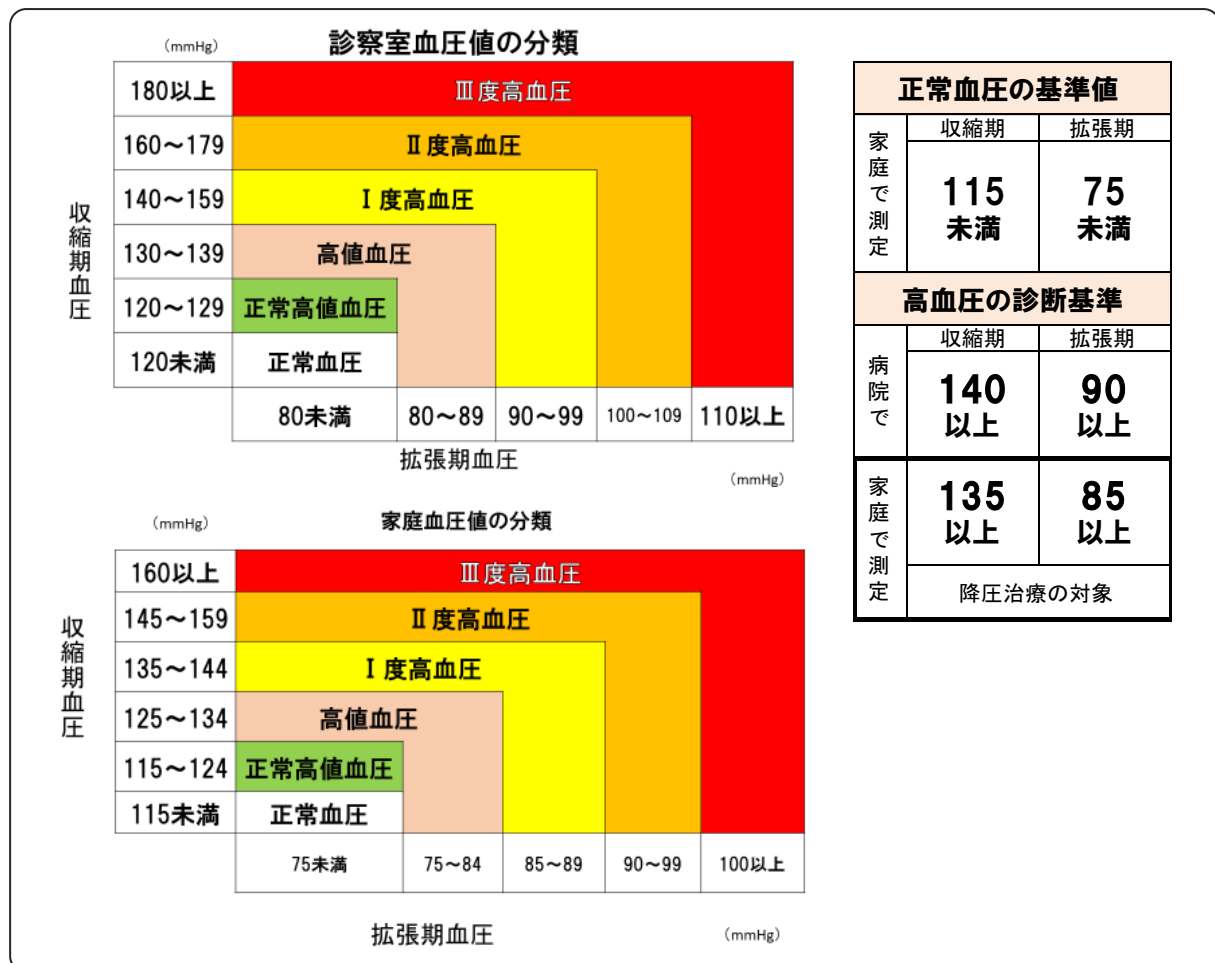 診察室血圧値の分類
(mmHg)
180以上
Ⅲ度高血圧
160～179
Ⅱ度高血圧
140～159
Ⅰ度高血圧
130～139
高値血圧
120～129
正常高値血圧
120未満
正常血圧
収縮期血圧
80未満
80～89
90～99
100～109
110以上
拡張期血圧
(mmHg)
家庭血圧値の分類
(mmHg)
160以上
Ⅲ度高血圧
145～159
Ⅱ度高血圧
135～144
Ⅰ度高血圧
125～134
高値血圧
115～124
正常高値血圧
115未満
正常血圧
収縮期血圧
75未満
75～84
85～89
90～99
100以上
拡張期血圧
(mmHg)
正常血圧の基準値
家庭で測定
収縮期
拡張期
115
未満
75
未満
高血圧の診断基準
病院で
収縮期
拡張期
140
以上
90
以上
家庭で測定
135
以上
85
以上
降圧治療の対象